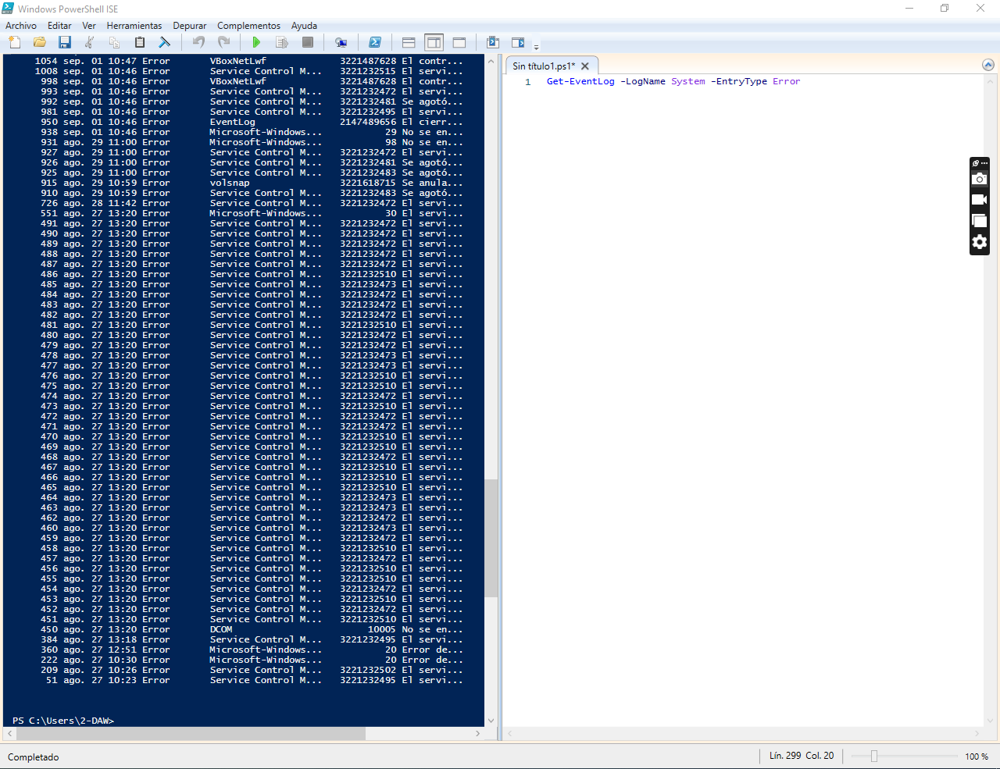 Windows PowerShell ISE
Archivo Editar Ver Herramientas Depurar Complementos Ayuda
1054 sep. 01 10:47 Error VBoxNetLwf 3221487628 El contr...
1008 sep. 01 10:46 Error Service Control M... 3221232515 El servi...
998 sep. 01 10:46 Error VBoxNetLwf 3221487628 El contr...
993 sep. 01 10:46 Error Service Control M... 3221232472 El servi...
992 sep. 01 10:46 Error Service Control M... 3221232481 Se agotó...
981 sep. 01 10:46 Error Service Control M... 3221232495 El servi...
950 sep. 01 10:46 Error EventLog 2147489656 El cierr...
938 sep. 01 10:46 Error Microsoft-Windows... 29 No se en...
931 ago. 29 11:00 Error Microsoft-Windows... 98 No se en...
927 ago. 29 11:00 Error Service Control M... 3221232472 El servi...
926 ago. 29 11:00 Error Service Control M... 3221232481 Se agotó...
925 ago. 29 11:00 Error Service Control M... 3221232483 Se agotó...
915 ago. 29 10:59 Error volsnap 3221618715 Se anula...
910 ago. 29 10:59 Error Service Control M... 3221232483 Se agotó...
726 ago. 28 11:42 Error Service Control M... 3221232472 El servi...
551 ago. 27 13:20 Error Microsoft-Windows... 30 El servi...
491 ago. 27 13:20 Error Service Control M... 3221232472 El servi...
490 ago. 27 13:20 Error Service Control M... 3221232472 El servi...
489 ago. 27 13:20 Error Service Control M... 3221232472 El servi...
488 ago. 27 13:20 Error Service Control M... 3221232472 El servi...
487 ago. 27 13:20 Error Service Control M... 3221232472 El servi...
486 ago. 27 13:20 Error Service Control M... 3221232510 El servi...
485 ago. 27 13:20 Error Service Control M... 3221232473 El servi...
484 ago. 27 13:20 Error Service Control M... 3221232472 El servi...
483 ago. 27 13:20 Error Service Control M... 3221232472 El servi...
482 ago. 27 13:20 Error Service Control M... 3221232472 El servi...
481 ago. 27 13:20 Error Service Control M... 3221232510 El servi...
480 ago. 27 13:20 Error Service Control M... 3221232472 El servi...
479 ago. 27 13:20 Error Service Control M... 3221232472 El servi...
478 ago. 27 13:20 Error Service Control M... 3221232473 El servi...
477 ago. 27 13:20 Error Service Control M... 3221232473 El servi...
476 ago. 27 13:20 Error Service Control M... 3221232510 El servi...
475 ago. 27 13:20 Error Service Control M... 3221232510 El servi...
474 ago. 27 13:20 Error Service Control M... 3221232472 El servi...
473 ago. 27 13:20 Error Service Control M... 3221232510 El servi...
472 ago. 27 13:20 Error Service Control M... 3221232472 El servi...
471 ago. 27 13:20 Error Service Control M... 3221232472 El servi...
470 ago. 27 13:20 Error Service Control M... 3221232510 El servi...
469 ago. 27 13:20 Error Service Control M... 3221232510 El servi...
468 ago. 27 13:20 Error Service Control M... 3221232472 El servi...
467 ago. 27 13:20 Error Service Control M... 3221232510 El servi...
466 ago. 27 13:20 Error Service Control M... 3221232510 El servi...
465 ago. 27 13:20 Error Service Control M... 3221232510 El servi...
464 ago. 27 13:20 Error Service Control M... 3221232473 El servi...
463 ago. 27 13:20 Error Service Control M... 3221232473 El servi...
462 ago. 27 13:20 Error Service Control M... 3221232472 El servi...
460 ago. 27 13:20 Error Service Control M... 3221232473 El servi...
459 ago. 27 13:20 Error Service Control M... 3221232472 El servi...
458 ago. 27 13:20 Error Service Control M... 3221232510 El servi...
457 ago. 27 13:20 Error Service Control M... 3221232472 El servi...
456 ago. 27 13:20 Error Service Control M... 3221232510 El servi...
455 ago. 27 13:20 Error Service Control M... 3221232510 El servi...
454 ago. 27 13:20 Error Service Control M... 3221232472 El servi...
453 ago. 27 13:20 Error Service Control M... 3221232510 El servi...
452 ago. 27 13:20 Error Service Control M... 3221232472 El servi...
451 ago. 27 13:20 Error Service Control M... 3221232510 El servi...
450 ago. 27 13:20 Error DCOM 10005 No se en...
384 ago. 27 13:18 Error Service Control M... 3221232495 El servi...
360 ago. 27 12:51 Error Microsoft-Windows... 20 Error de...
222 ago. 27 10:30 Error Microsoft-Windows... 20 Error de...
209 ago. 27 10:26 Error Service Control M... 3221232502 El servi...
51 ago. 27 10:23 Error Service Control M... 3221232495 El servi...
PS C:\Users\2-DAW>
Sin título1.ps1*
1 Get-EventLog -LogName System -EntryType Error
Completado
Lín. 299 Col. 20
100 %